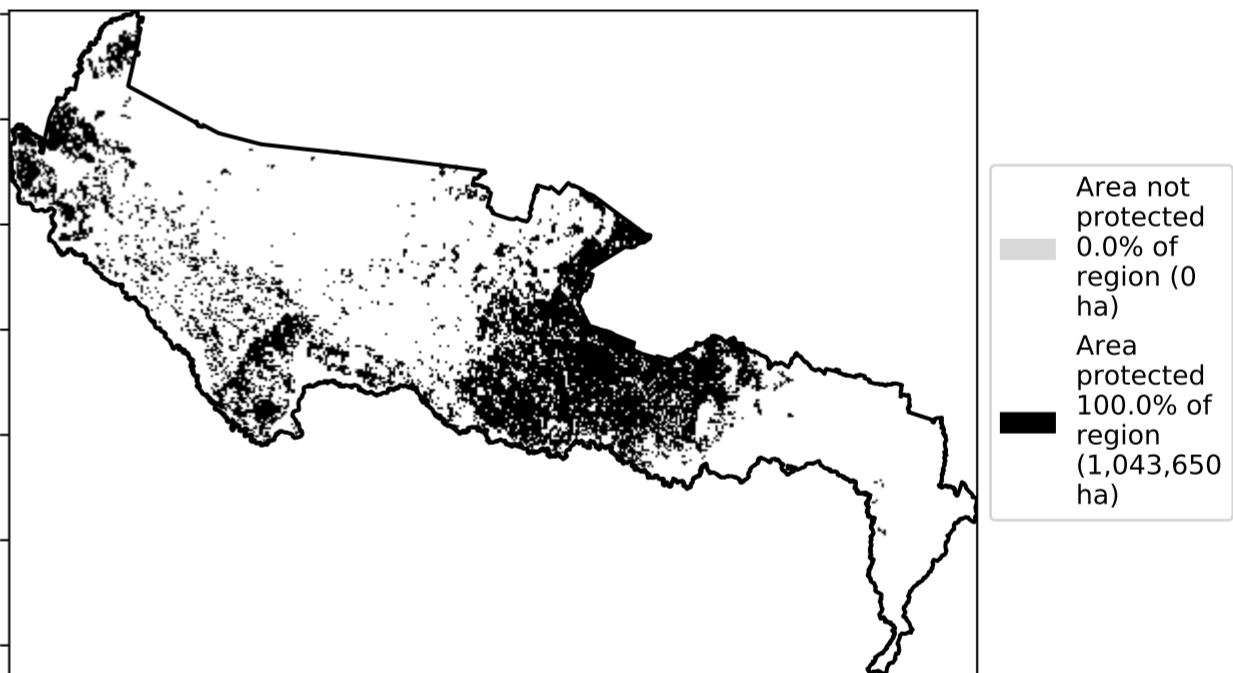 Area not
protected
0.0% of
region (0
ha)
Area
protected
100.0% of
region
(1,043,650
ha)